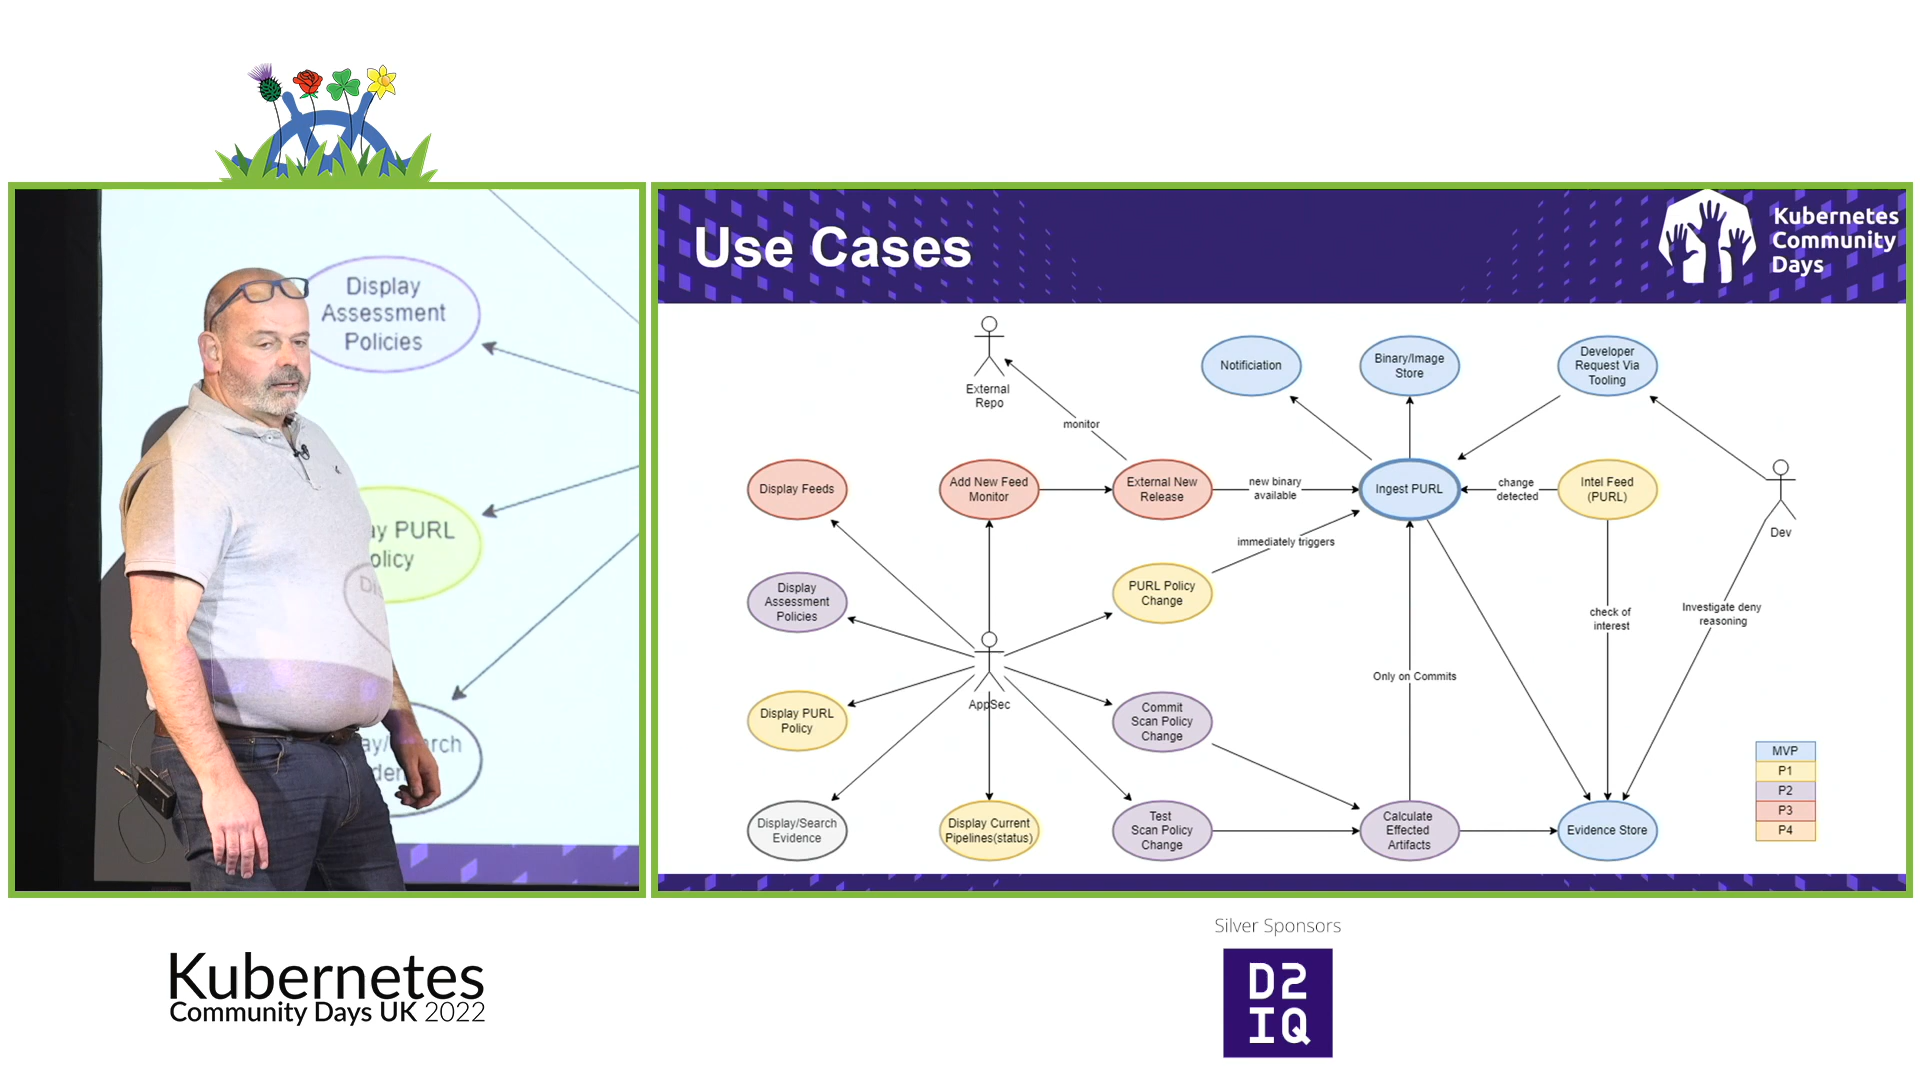 Display
Assessment
Policies
ay PURL
olicy
Di
ay/
arch
den
Use Cases
Kubernetes
Community
Days
External
Repo
monitor
Notificiation
Binary/Image
Store
Developer
Request Via
Tooling
Display Feeds
Add New Feed
Monitor
External New
Release
new binary
available
Ingest PURL
change
detected
Intel Feed
(PURL)
Dev
immediately triggers
Display
Assessment
Policies
PURL Policy
Change
check of
interest
Investigate deny
reasoning
Only on Commits
AppSec
Display PURL
Policy
Commit
Scan Policy
Change
Display/Search
Evidence
Display Current
Pipelines(status)
Test
Scan Policy
Change
Calculate
Effected
Artifacts
Evidence Store
MVP
P1
P2
P3
P4
Kubernetes
Community Days UK 2022
Silver Sponsors
D2
IQ